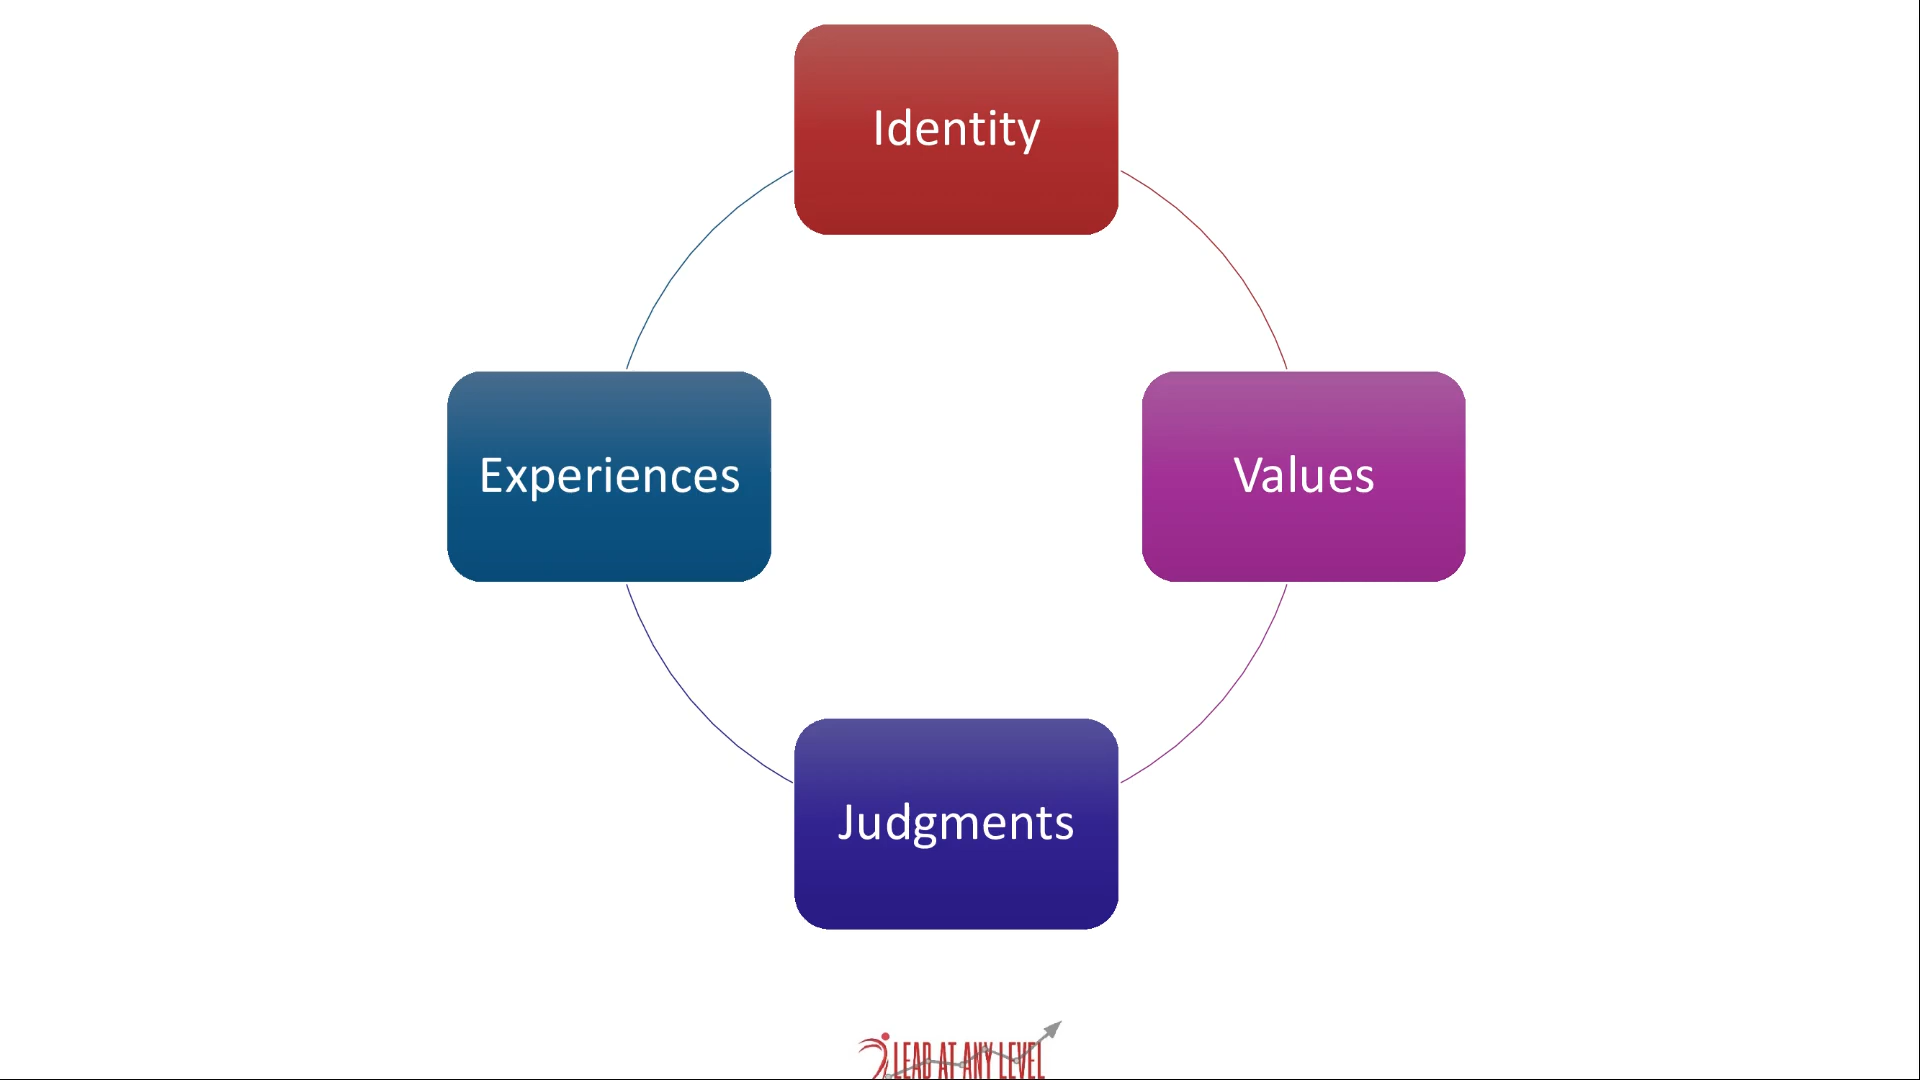 Identity
Experiences
Values
Judgments
LEAD AT ANY LEVEL